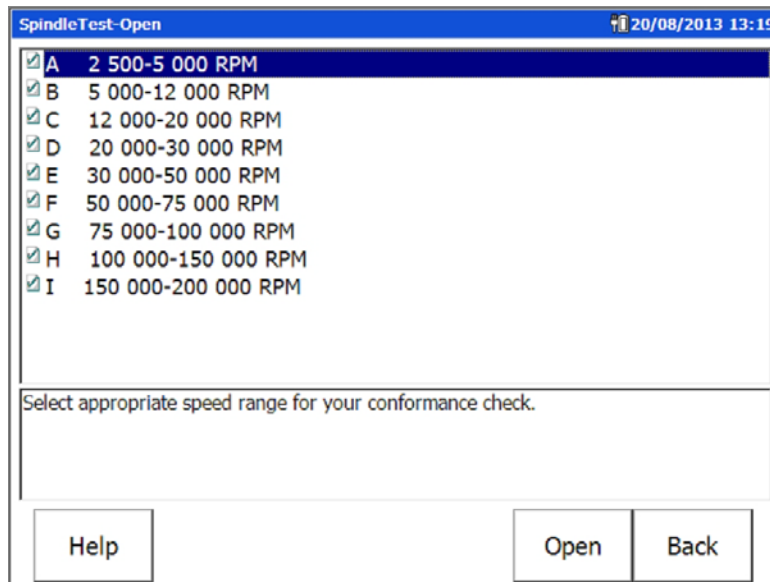 SpindleTest-Open 20/08/2013 13:19
A 2 500-5 000 RPM
B 5 000-12 000 RPM
C 12 000-20 000 RPM
D 20 000-30 000 RPM
E 30 000-50 000 RPM
F 50 000-75 000 RPM
G 75 000-100 000 RPM
H 100 000-150 000 RPM
I 150 000-200 000 RPM
Select appropriate speed range for your conformance check.
Help Open Back